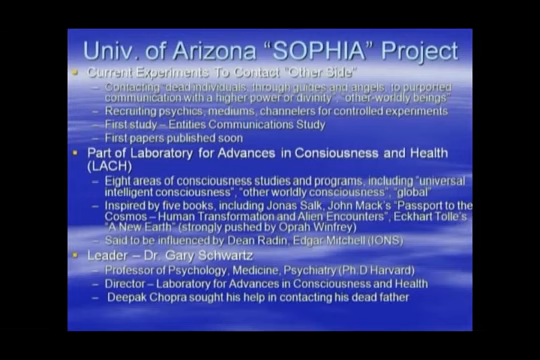 Univ. of Arizona "SOPHIA" Project
Current Experiments To Contact "Other Side"
– Contacting "dead individuals, through guides and angels, to purported
communication with a higher power or divinity", "other-worldly beings"
– Recruiting psychics, mediums, channelers for controlled experiments
– First study – Entities Communications Study
– First papers published soon
Part of Laboratory for Advances in Consiousness and Health
(LACH)
– Eight areas of consciousness studies and programs, including "universal
intelligent consciousness", "other worldly consciousness", "global"
– Inspired by five books, including Jonas Salk, John Mack's "Passport to the
Cosmos – Human Transformation and Alien Encounters", Eckhart Tolle's
"A New Earth" (strongly pushed by Oprah Winfrey)
– Said to be influenced by Dean Radin, Edgar Mitchell (IONS)
Leader – Dr. Gary Schwartz
– Professor of Psychology, Medicine, Psychiatry (Ph.D Harvard)
– Director – Laboratory for Advances in Consciousness and Health
– Deepak Chopra sought his help in contacting his dead father